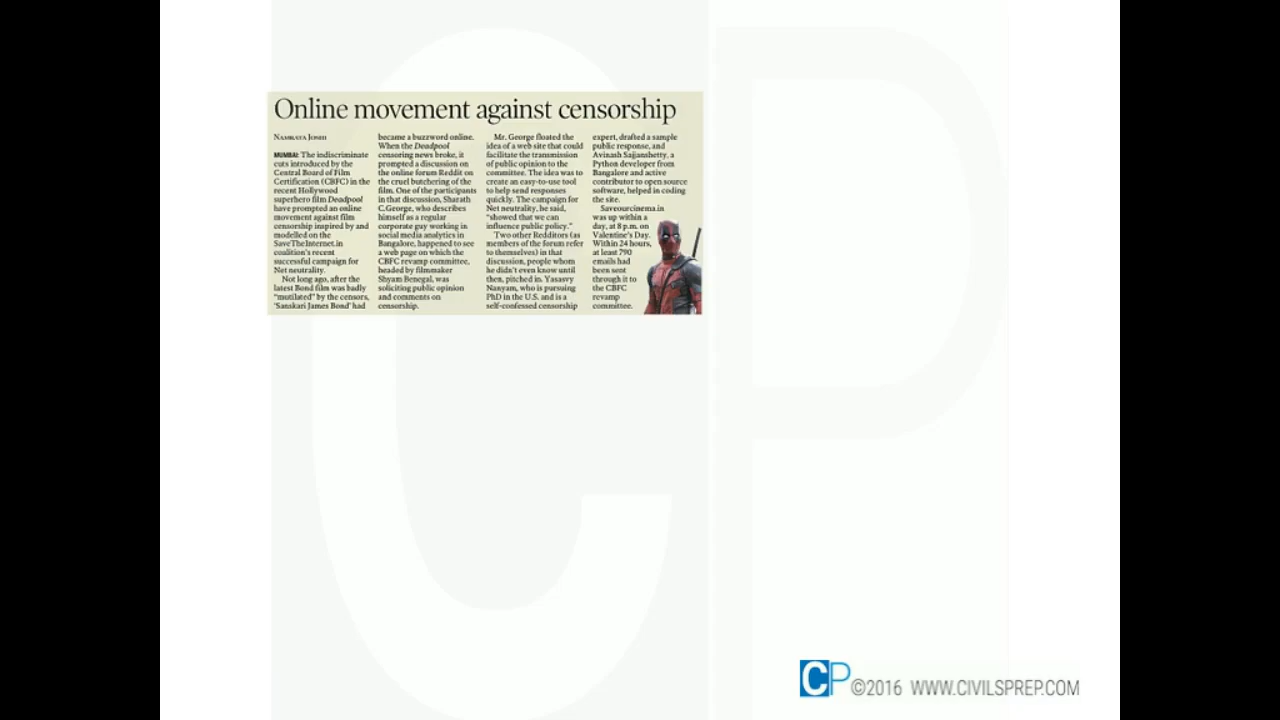 Online movement against censorship
NAMRATA JOSHI
MUMBAI: The indiscriminate
cuts introduced by the
Central Board of Film
Certification (CBFC) in the
recent Hollywood
superhero film Deadpool
have prompted an online
movement against film
censorship inspired by and
modelled on the
SaveTheInternet.in
coalition's recent
successful campaign for
Net neutrality.
Not long ago, after the
latest Bond film was badly
“mutilated” by the censors,
‘Sanskari James Bond’ had
became a buzzword online.
When the Deadpool
censoring news broke, it
prompted a discussion on
the online forum Reddit on
the cruel butchering of the
film. One of the participants
in that discussion, Sharath
C.George, who describes
himself as a regular
corporate guy working in
social media analytics in
Bangalore, happened to see
a web page on which the
CBFC revamp committee,
headed by filmmaker
Shyam Benegal, was
soliciting public opinion
and comments on
censorship.
Mr. George floated the
idea of a web site that could
facilitate the transmission
of public opinion to the
committee. The idea was to
create an easy-to-use tool
to help send responses
quickly. The campaign for
Net neutrality, he said,
“showed that we can
influence public policy.”
Two other Redditors (as
members of the forum refer
to themselves) in that
discussion, people whom
he didn't even know until
then, pitched in. Yasasvy
Nanyam, who is pursuing
PhD in the U.S. and is a
self-confessed censorship
expert, drafted a sample
public response, and
Avinash Sajjanshetty, a
Python developer from
Bangalore and active
contributor to open source
software, helped in coding
the site.
Saveourcinema.in
was up within a
day, at 8 p.m. on
Valentine's Day.
Within 24 hours,
at least 790
emails had
been sent
through it to
the CBFC
revamp
committee.
CP ©2016 WWW.CIVILSPREP.COM